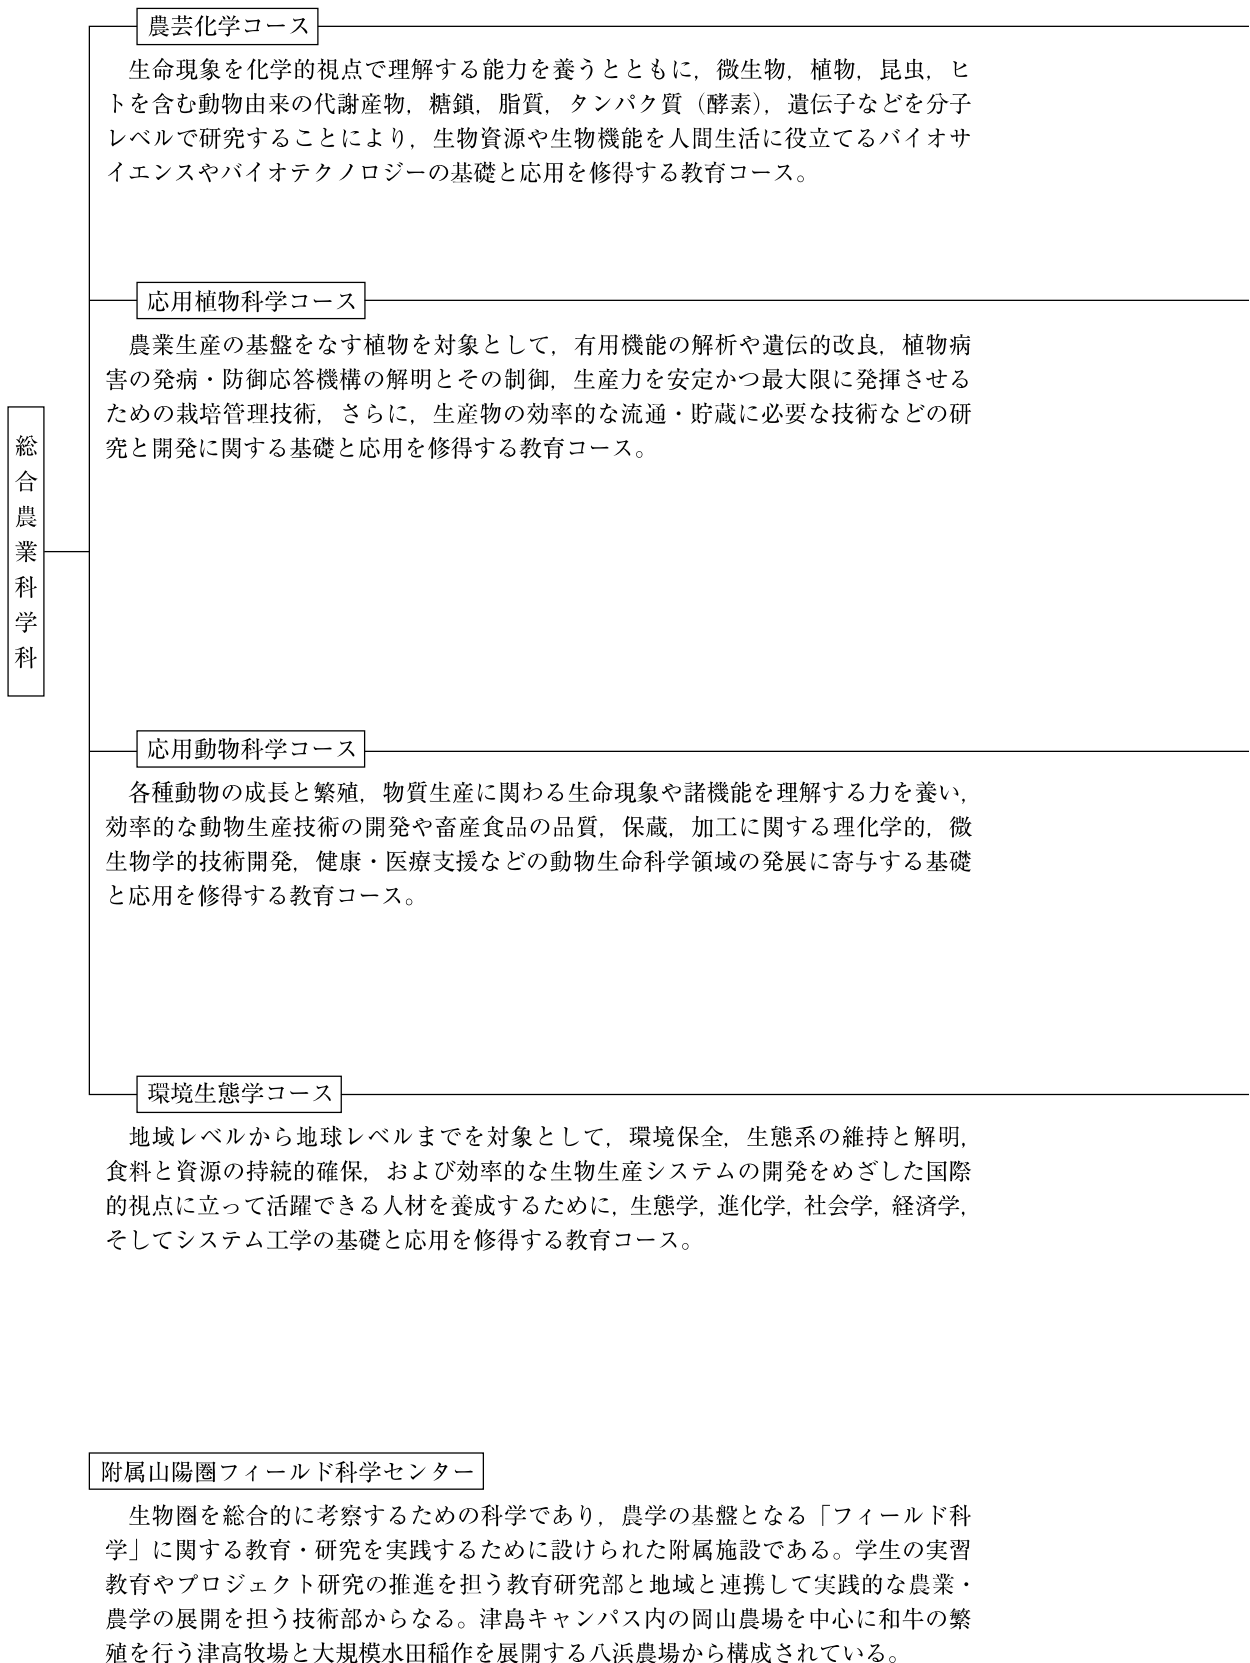 総合農業科学科
農芸化学コース
生命現象を化学的視点で理解する能力を養うとともに，微生物，植物，昆虫，ヒ
トを含む動物由来の代謝産物，糖鎖，脂質，タンパク質（酵素），遺伝子などを分子
レベルで研究することにより，生物資源や生物機能を人間生活に役立てるバイオサ
イエンスやバイオテクノロジーの基礎と応用を修得する教育コース。
応用植物科学コース
農業生産の基盤をなす植物を対象として，有用機能の解析や遺伝的改良，植物病
害の発病・防御応答機構の解明とその制御，生産力を安定かつ最大限に発揮させる
ための栽培管理技術，さらに，生産物の効率的な流通・貯蔵に必要な技術などの研
究と開発に関する基礎と応用を修得する教育コース。
応用動物科学コース
各種動物の成長と繁殖，物質生産に関わる生命現象や諸機能を理解する力を養い，
効率的な動物生産技術の開発や畜産食品の品質，保蔵，加工に関する理化学的，微
生物学的技術開発，健康・医療支援などの動物生命科学領域の発展に寄与する基礎
と応用を修得する教育コース。
環境生態学コース
地域レベルから地球レベルまでを対象として，環境保全，生態系の維持と解明，
食料と資源の持続的確保，および効率的な生物生産システムの開発をめざした国際
的視点に立って活躍できる人材を養成するために，生態学，進化学，社会学，経済学，
そしてシステム工学の基礎と応用を修得する教育コース。
附属山陽圏フィールド科学センター
生物圏を総合的に考察するための科学であり，農学の基盤となる「フィールド科
学」に関する教育・研究を実践するために設けられた附属施設である。学生の実習
教育やプロジェクト研究の推進を担う教育研究部と地域と連携して実践的な農業・
農学の展開を担う技術部からなる。津島キャンパス内の岡山農場を中心に和牛の繁
殖を行う津高牧場と大規模水田稲作を展開する八浜農場から構成されている。